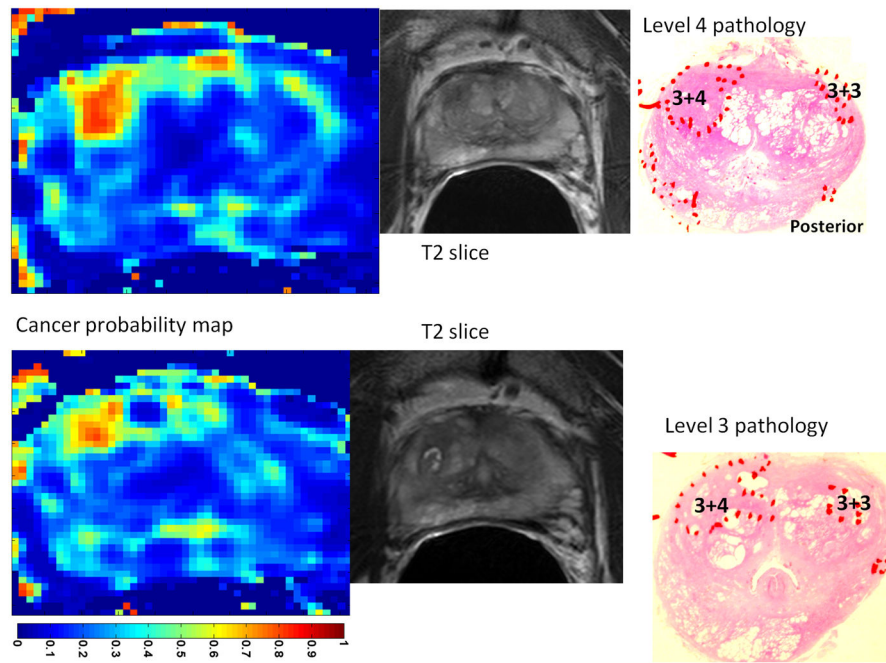 Level 4 pathology
3+4
3+3
Posterior
T2 slice
Cancer probability map
T2 slice
Level 3 pathology
3+4
3+3
0
0.1
0.2
0.3
0.4
0.5
0.6
0.7
0.8
0.9
1